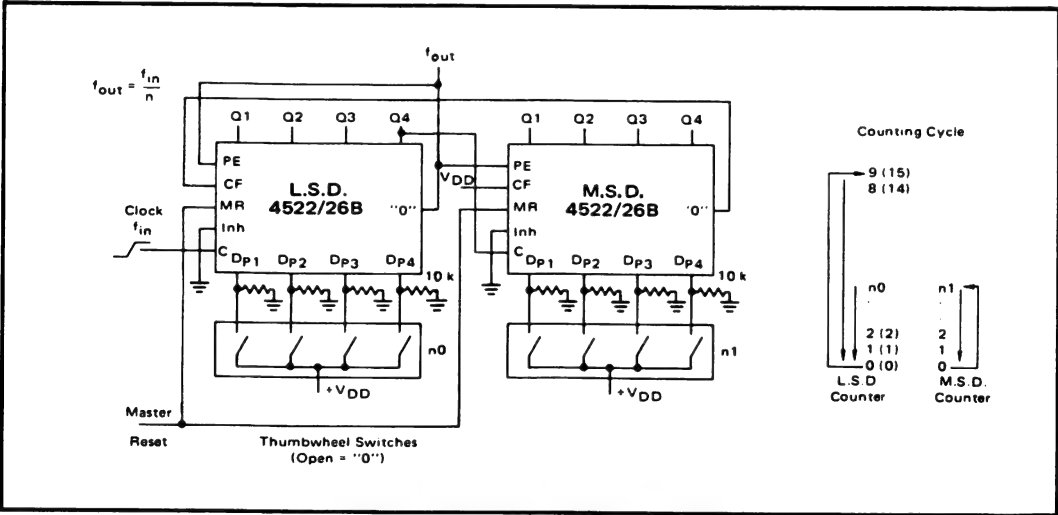 fout
fout = fin / n
Q1 Q2 Q3 Q4
Q1 Q2 Q3 Q4
PE
CF
MR
Inh
C
L.S.D.
4522/26B
"0"
DP1 DP2 DP3 DP4
VDD
PE
CF
MR
Inh
C
M.S.D.
4522/26B
"0"
DP1 DP2 DP3 DP4
Clock
fin
10 k
10 k
n0
n1
+VDD
+VDD
Master
Reset
Thumbwheel Switches
(Open = "0")
Counting Cycle
9 (15)
8 (14)
n0
.
.
2 (2)
1 (1)
0 (0)
L.S.D
Counter
n1
.
.
2
1
0
M.S.D.
Counter